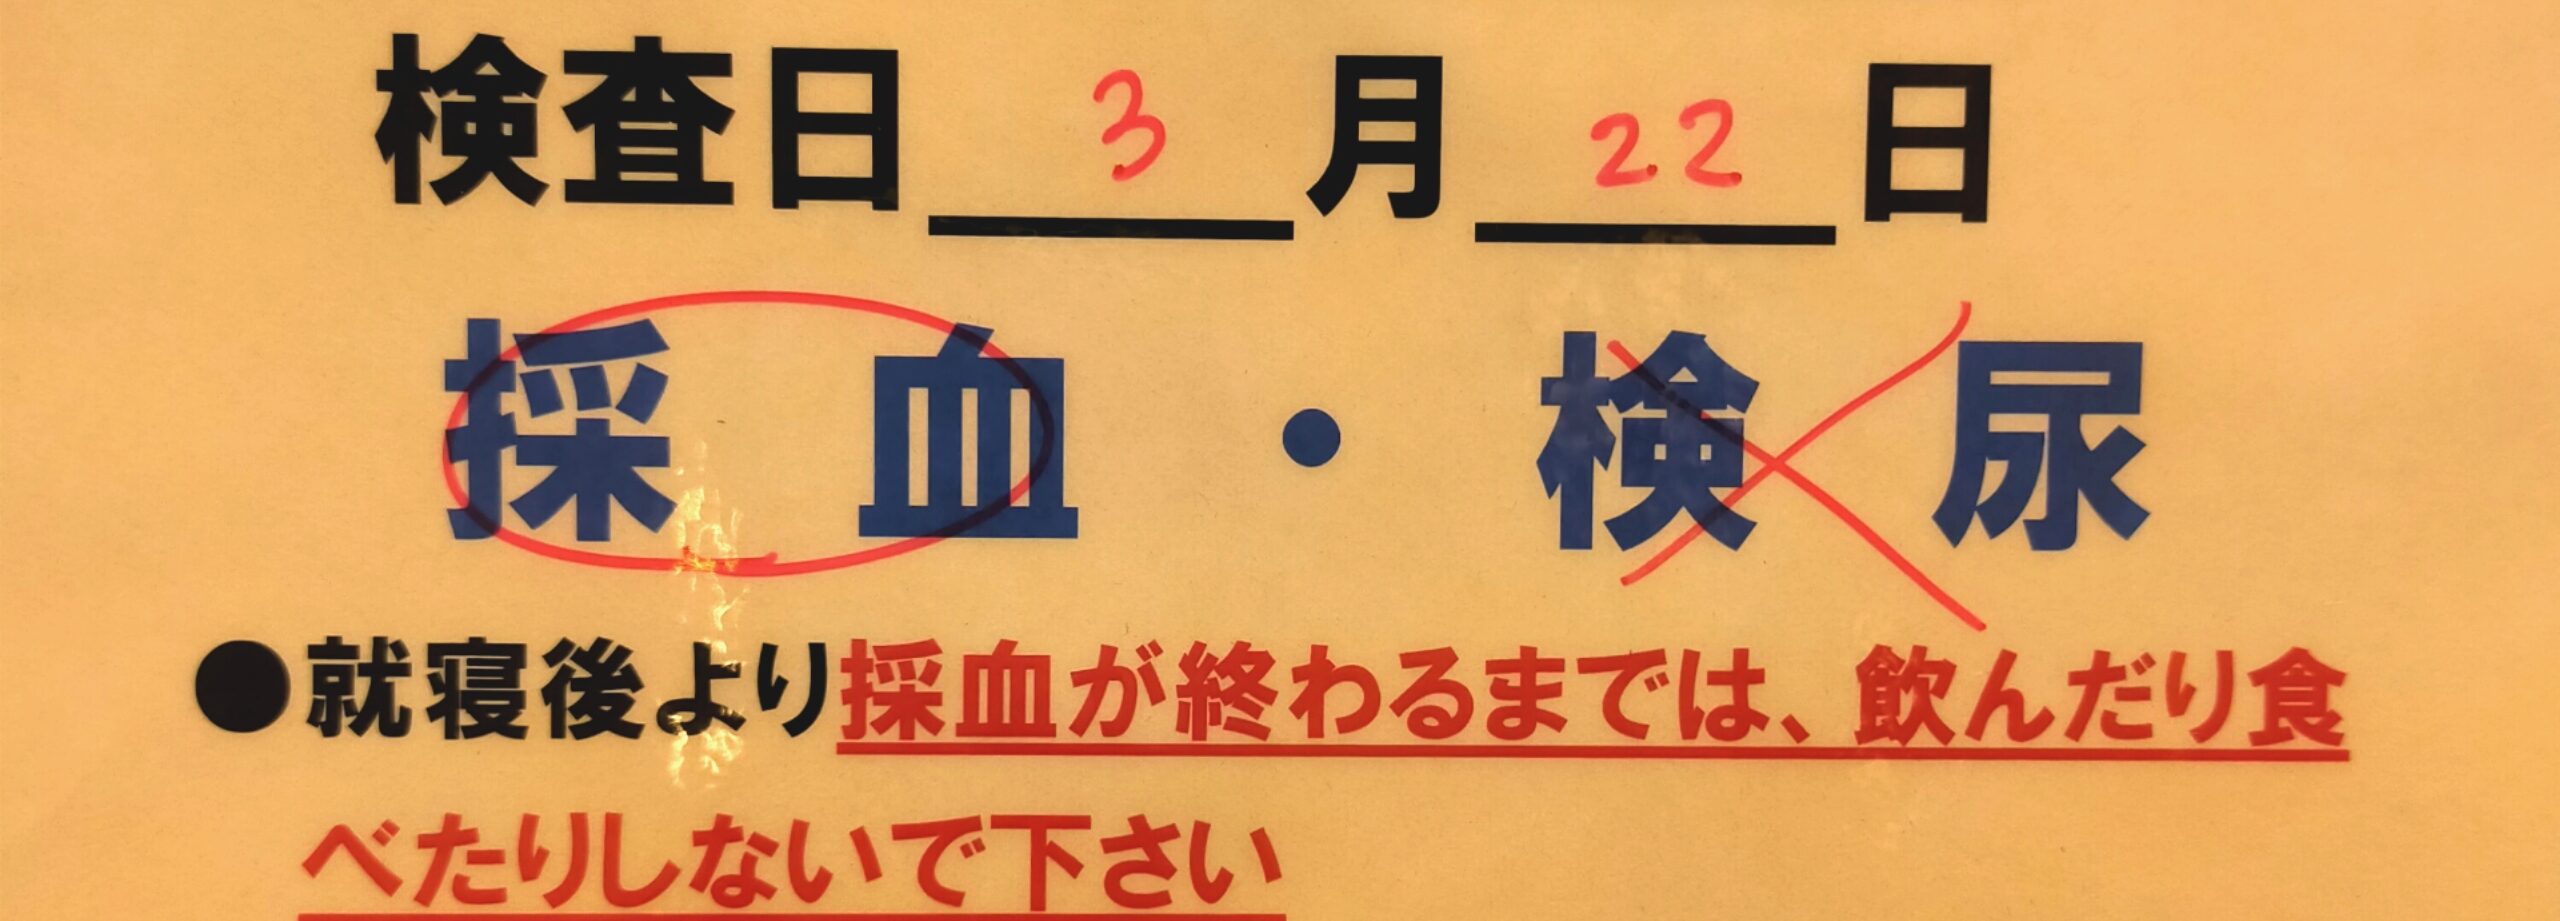 検査日 3 月 22 日
採血・検尿
●就寝後より採血が終わるまでは、飲んだり食
べたりしないで下さい